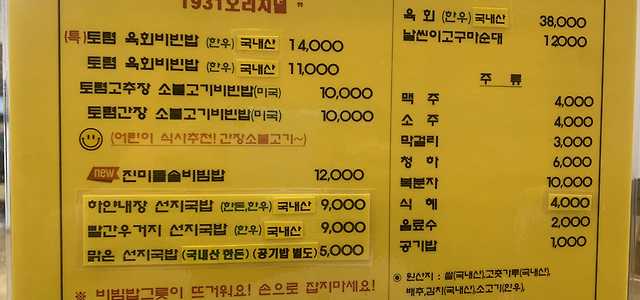 1931오리지널 "
(특) 토렴 육회비빈밥 (한우) 국내산 14,000
토렴 육회비빈밥 (한우) 국내산 11,000
토렴고추장 소불고기비빈밥(미국) 10,000
토렴간장 소불고기비빈밥(미국) 10,000
(어린이 식사추천! 간장소불고기~)
new 진미돌솥비빔밥 12,000
하얀내장 선지국밥 (한돈,한우) 국내산 9,000
빨간우거지 선지국밥 (한우) 국내산 9,000
맑은 선지국밥 (국내산 한돈) (공기밥 별도) 5,000
※ 비빔밥그릇이 뜨거워요! 손으로 잡지마세요!
육 회 (한우) 국내산 38,000
날씬이고구마순대 12000
주 류
맥 주 4,000
소 주 4,000
막걸리 3,000
청 하 6,000
복분자 10,000
식 혜 4,000
음료수 2,000
공기밥 1,000
◉ 원산지 : 쌀(국내산),고춧가루(국내산),
배추,김치(국내산),소고기(한우),